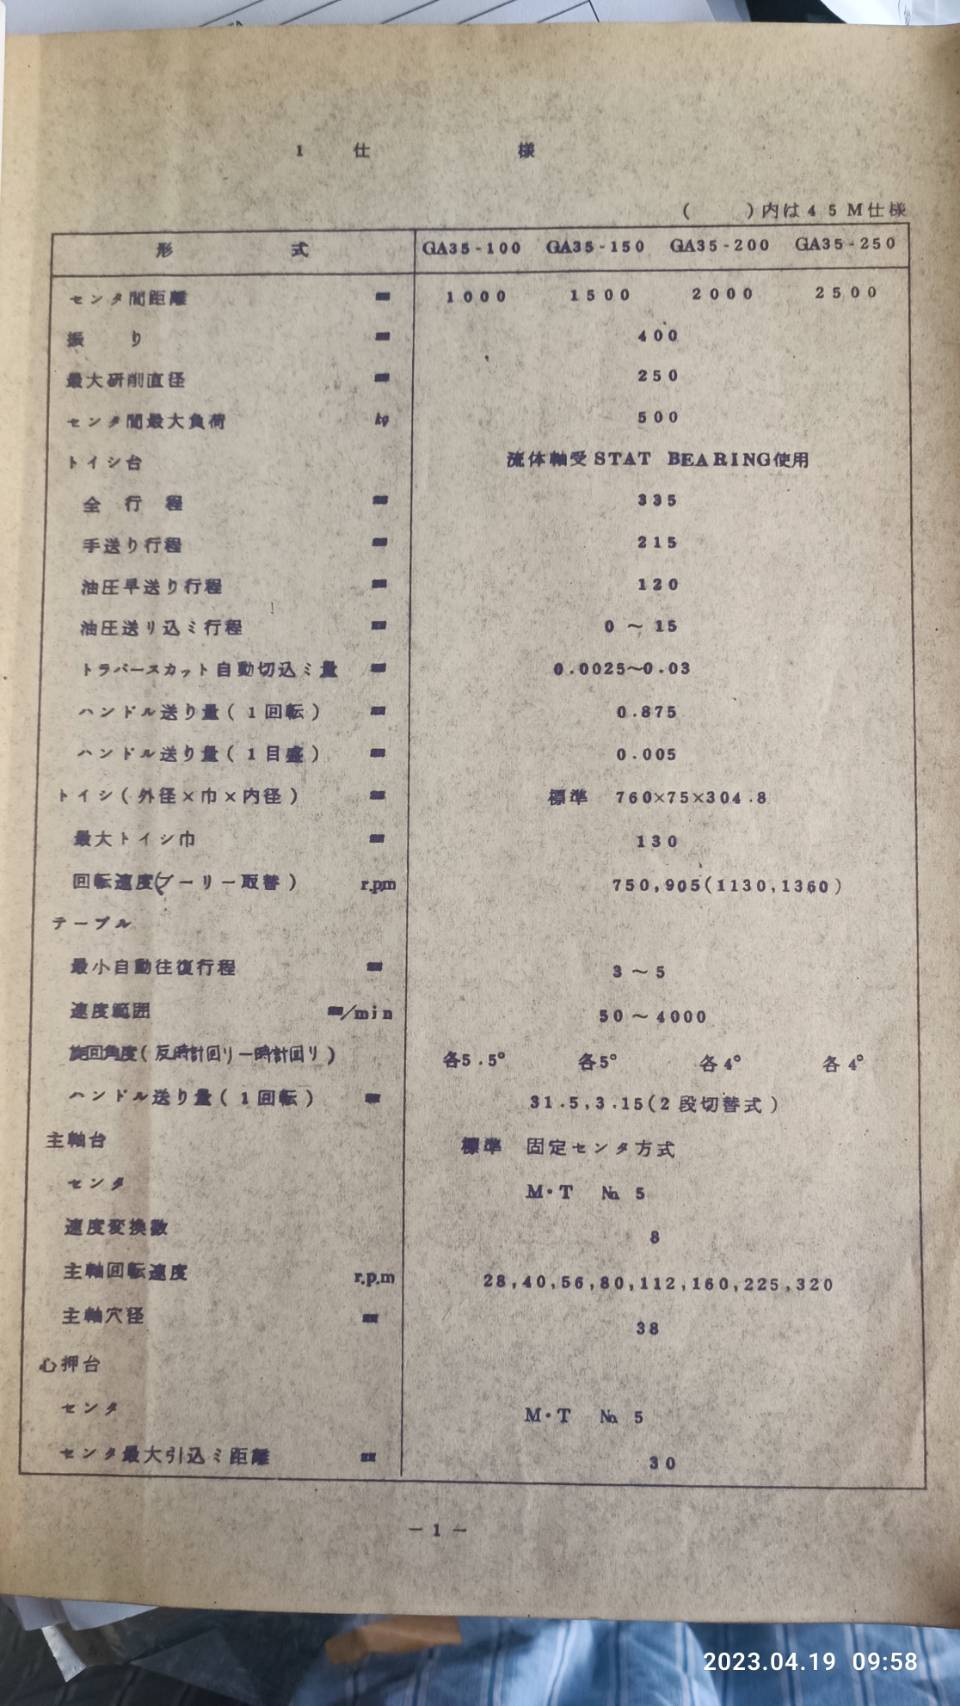 1 仕 様
( )内は45M仕様
形 式 GA35-100 GA35-150 GA35-200 GA35-250
センタ間距離 ㎜ 1000 1500 2000 2500
振 り ㎜ 400
最大研削直径 ㎜ 250
センタ間最大負荷 kg 500
トイシ台 流体軸受STAT BEARING使用
全 行 程 ㎜ 335
手送り行程 ㎜ 215
油圧早送り行程 ㎜ 120
油圧送り込ミ行程 ㎜ 0～15
トラバースカット自動切込ミ量 ㎜ 0.0025～0.03
ハンドル送り量(1回転) ㎜ 0.875
ハンドル送り量(1目盛) ㎜ 0.005
トイシ(外径×巾×内径) ㎜ 標準 760×75×304.8
最大トイシ巾 ㎜ 130
回転速度(プーリー取替) r.p.m 750,905(1130,1360)
テーブル
最小自動往復行程 ㎜ 3～5
速度範囲 ㎜/min 50～4000
旋回角度(反時計回リー時計回リ) 各5.5° 各5° 各4° 各4°
ハンドル送り量(1回転) ㎜ 31.5,3.15(2段切替式)
主軸台 標準 固定センタ方式
センタ M・T № 5
速度変換数 8
主軸回転速度 r.p.m 28,40,56,80,112,160,225,320
主軸穴径 ㎜ 38
心押台
センタ M・T № 5
センタ最大引込ミ距離 ㎜ 30
－1－
2023.04.19 09:58